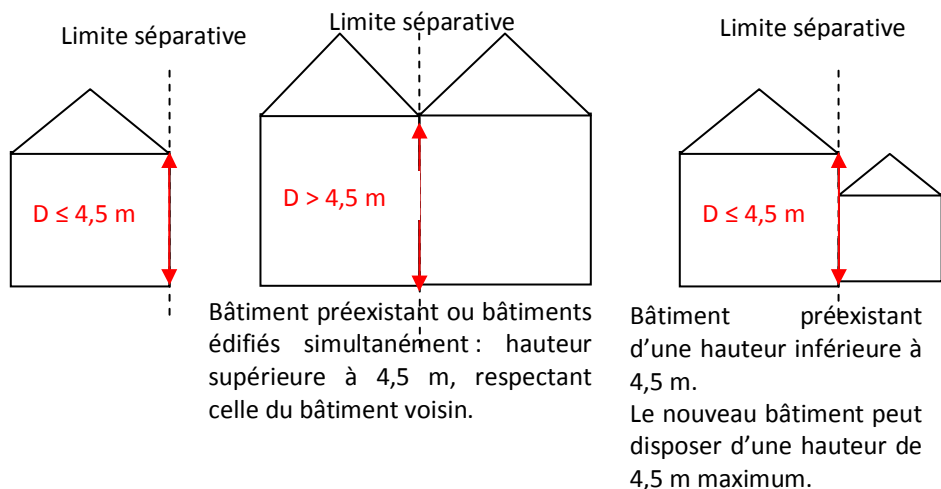 Limite séparative
Limite séparative
Limite séparative
D ≤ 4,5 m
D > 4,5 m
D ≤ 4,5 m
Bâtiment préexistant ou bâtiments
édifiés simultanément : hauteur
supérieure à 4,5 m, respectant
celle du bâtiment voisin.
Bâtiment préexistant
d’une hauteur inférieure à
4,5 m.
Le nouveau bâtiment peut
disposer d’une hauteur de
4,5 m maximum.